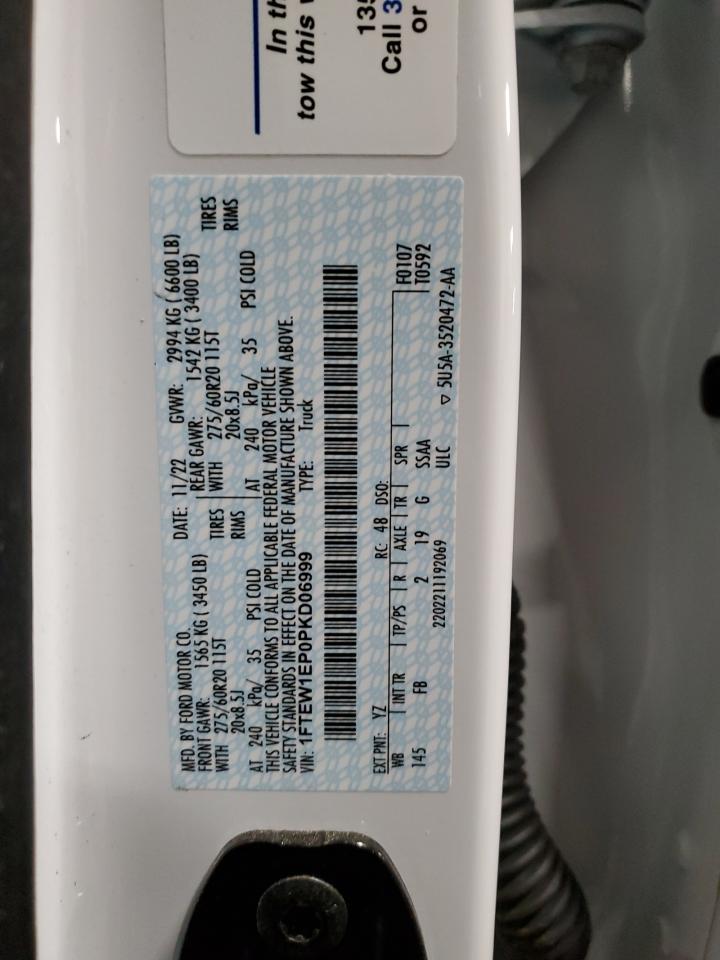 In th
tow this v
135
Call 3
or
MFD. BY FORD MOTOR CO.
DATE: 11/22 GVWR: 2994 KG ( 6600 LB)
FRONT GAWR: 1565 KG ( 3450 LB)
REAR GAWR: 1542 KG ( 3400 LB)
WITH 275/60R20 115T TIRES
WITH 275/60R20 115T TIRES
20x8.5J RIMS
20x8.5J RIMS
AT 240 kPa/ 35 PSI COLD
AT 240 kPa/ 35 PSI COLD
THIS VEHICLE CONFORMS TO ALL APPLICABLE FEDERAL MOTOR VEHICLE
SAFETY STANDARDS IN EFFECT ON THE DATE OF MANUFACTURE SHOWN ABOVE.
VIN: 1FTEW1EP0PKD06999 TYPE: Truck
EXT PNT: YZ RC: 48 DSO: F0107
WB INT TR TP/PS R AXLE TR SPR T0592
145 FB 2 19 G SSAA
2202211192069 ULC
▽ 5U5A-3520472-AA